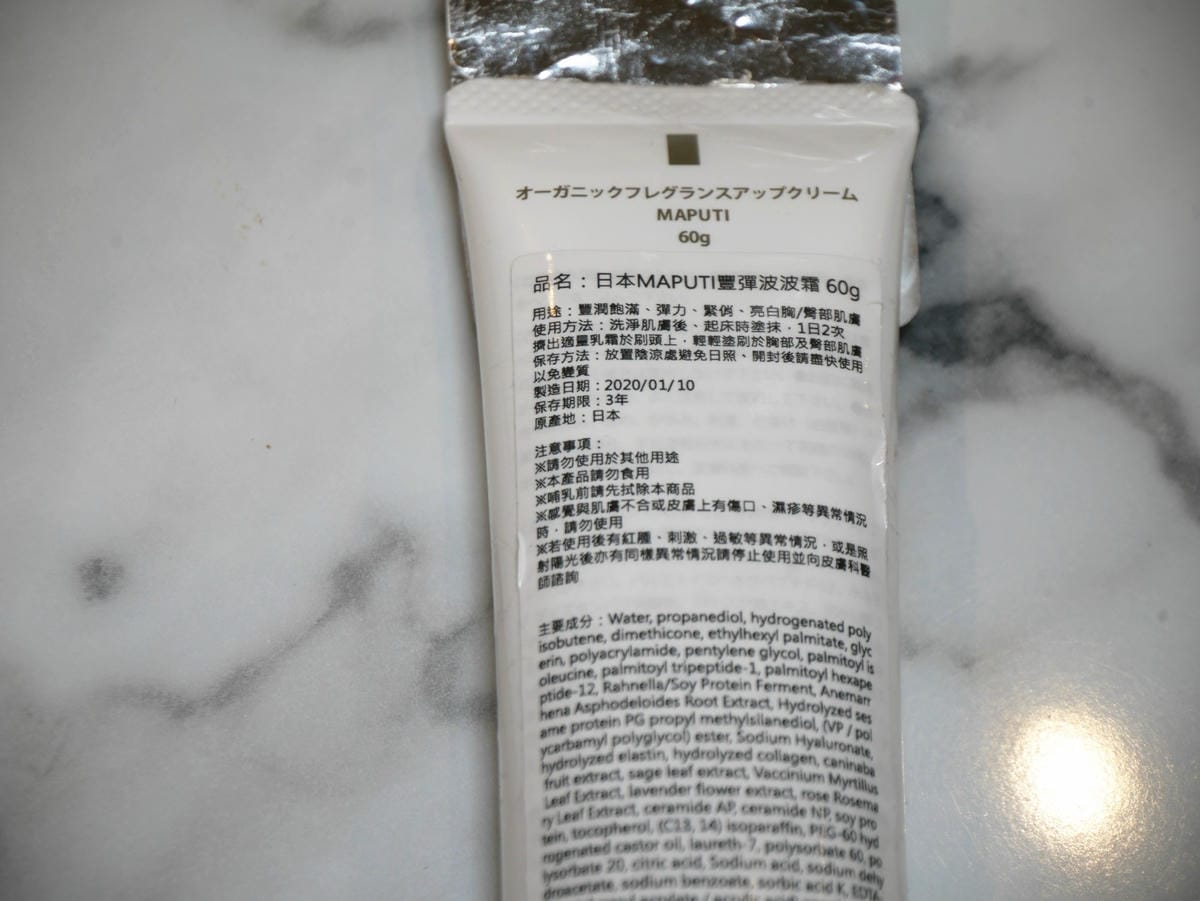 オーガニックフレグランスアップクリーム
MAPUTI
60g
品名：日本MAPUTI豐彈波波霜 60g
用途：豐潤飽滿、彈力、緊俏、亮白胸/臀部肌膚
使用方法：洗淨肌膚後、起床時塗抹，1日2次
擠出適量乳霜於刷頭上，輕輕塗刷於胸部及臀部肌膚
保存方法：放置陰涼處避免日照、開封後請盡快使用
以免變質
製造日期：2020/01/10
保存期限：3年
原產地：日本
注意事項：
※請勿使用於其他用途
※本產品請勿食用
※哺乳前請先拭除本商品
※感覺與肌膚不合或皮膚上有傷口、濕疹等異常情況
時，請勿使用
※若使用後有紅腫、刺激、過敏等異常情況，或是照
射陽光後亦有同樣異常情況請停止使用並向皮膚科醫
師諮詢
主要成分：Water, propanediol, hydrogenated poly
isobutene, dimethicone, ethylhexyl palmitate, glyc
erin, polyacrylamide, pentylene glycol, palmitoyl is
oleucine, palmitoyl tripeptide-1, palmitoyl hexape
ptide-12, Rahnella/Soy Protein Ferment, Anemarr
hena Asphodeloides Root Extract, Hydrolyzed ses
ame protein PG propyl methylsilanediol, (VP / pol
ycarbamyl polyglycol) ester, Sodium Hyaluronate,
hydrolyzed elastin, hydrolyzed collagen, caninaba
fruit extract, sage leaf extract, Vaccinium Myrtillus
Leaf Extract, lavender flower extract, rose Rosema
ry Leaf Extract, ceramide AP, ceramide NP, soy pro
tein, tocopherol, (C13, 14) isoparaffin, PEG-60 hyd
rogenated castor oil, laureth-7, polysorbate 60, po
lysorbate 20, citric acid, Sodium acid, sodium dehy
droacetate, sodium benzoate, sorbic acid K, EDTA-